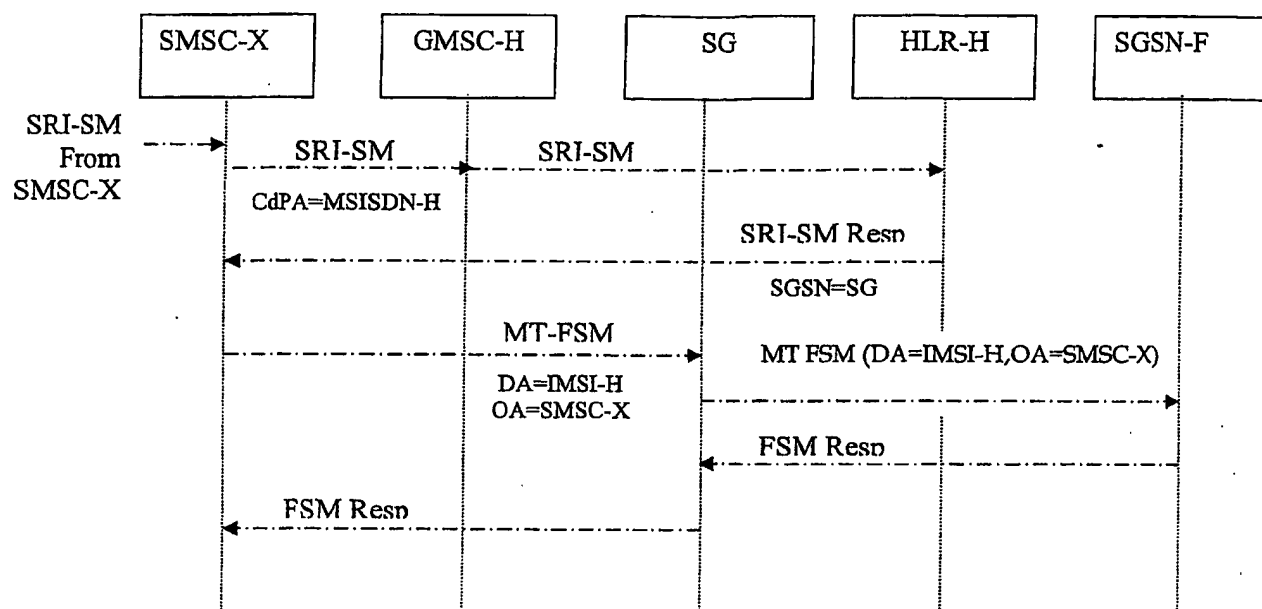 SMSC-X
GMSC-H
SG
HLR-H
SGSN-F
SRI-SM
From
SMSC-X
SRI-SM
SRI-SM
CdPA=MSISDN-H
SRI-SM Resp
SGSN=SG
MT-FSM
MT FSM (DA=IMSI-H,OA=SMSC-X)
DA=IMSI-H
OA=SMSC-X
FSM Resp
FSM Resp